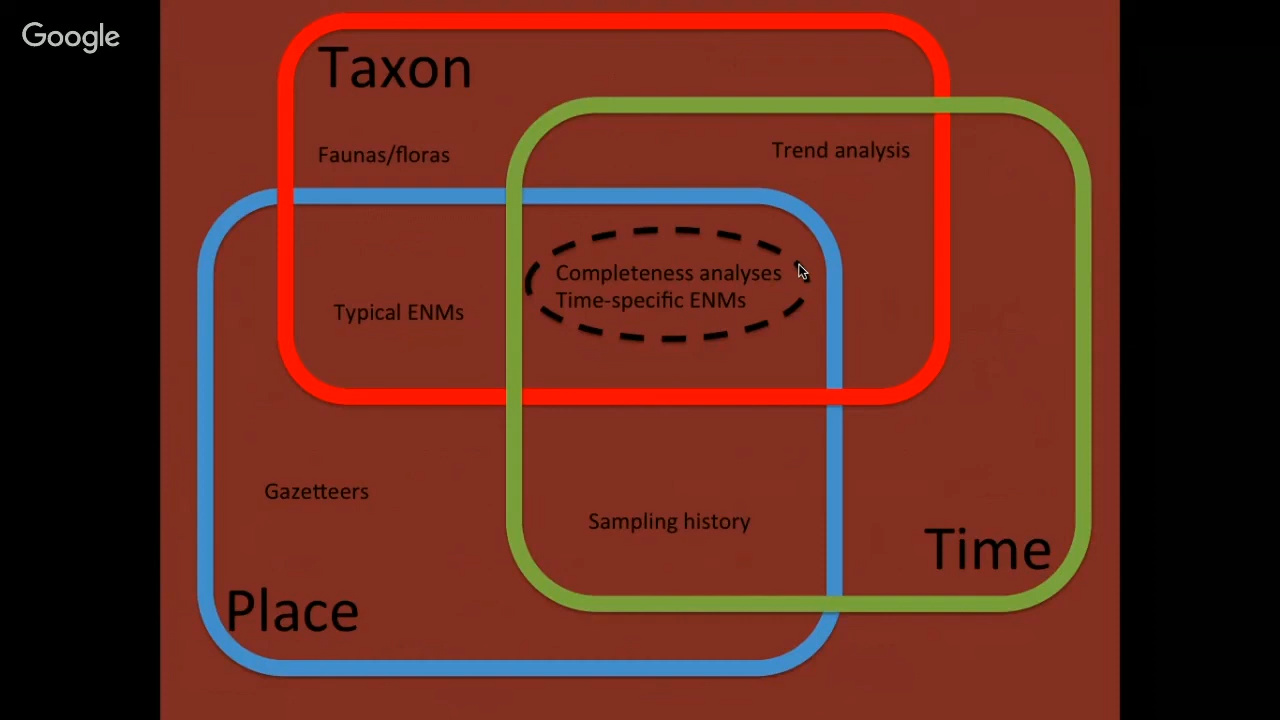 Google
Taxon
Faunas/floras
Trend analysis
Completeness analyses
Time-specific ENMs
Typical ENMs
Gazetteers
Sampling history
Time
Place